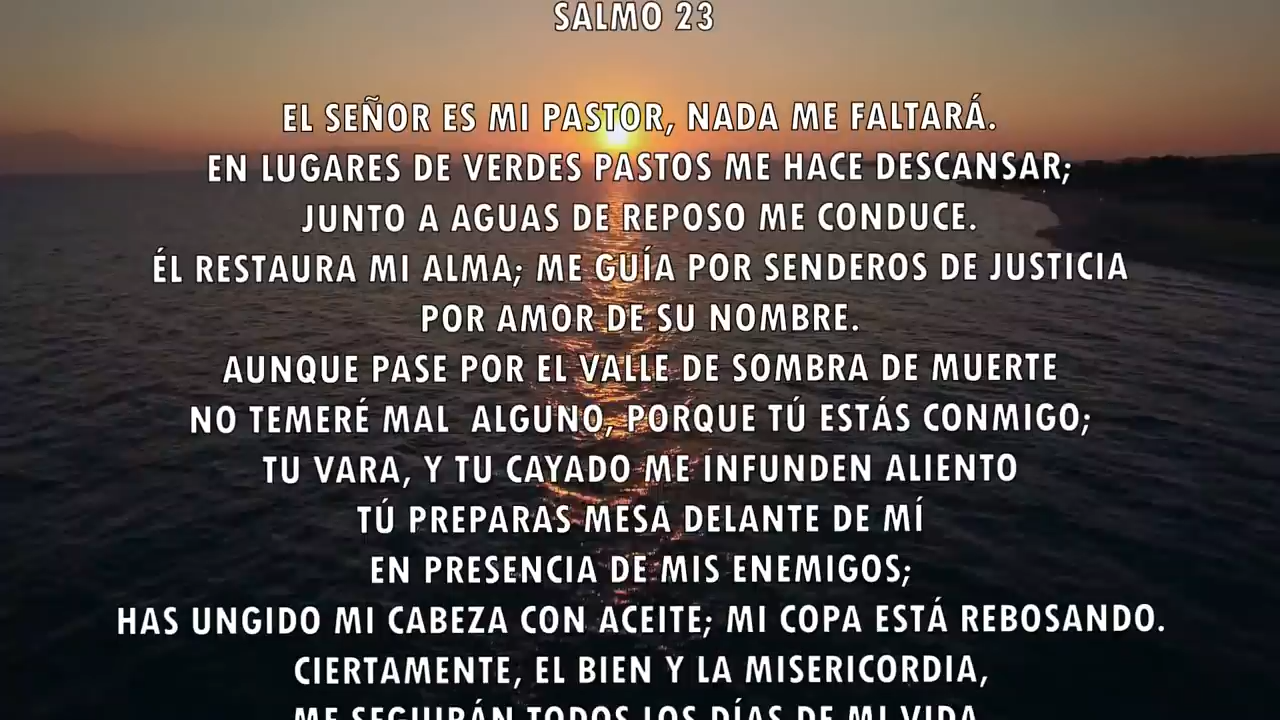 SALMO 23
EL SEÑOR ES MI PASTOR, NADA ME FALTARÁ.
EN LUGARES DE VERDES PASTOS ME HACE DESCANSAR;
JUNTO A AGUAS DE REPOSO ME CONDUCE.
ÉL RESTAURA MI ALMA; ME GUÍA POR SENDEROS DE JUSTICIA
POR AMOR DE SU NOMBRE.
AUNQUE PASE POR EL VALLE DE SOMBRA DE MUERTE
NO TEMERÉ MAL  ALGUNO, PORQUE TÚ ESTÁS CONMIGO;
TU VARA, Y TU CAYADO ME INFUNDEN ALIENTO
TÚ PREPARAS MESA DELANTE DE MÍ
EN PRESENCIA DE MIS ENEMIGOS;
HAS UNGIDO MI CABEZA CON ACEITE; MI COPA ESTÁ REBOSANDO.
CIERTAMENTE, EL BIEN Y LA MISERICORDIA,
ME SEGUIRÁN TODOS LOS DÍAS DE MI VIDA